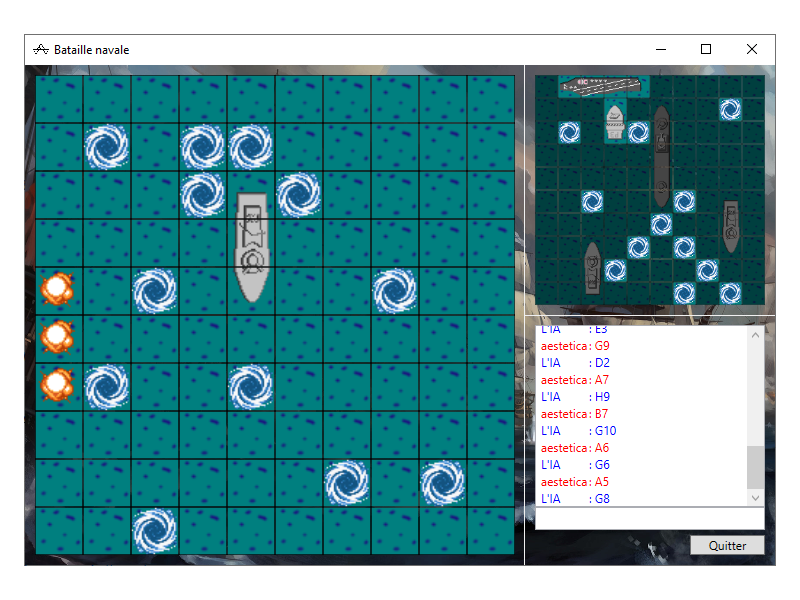 Bataille navale
L'IA : E3
aestetica : G9
L'IA : D2
aestetica : A7
L'IA : H9
aestetica : B7
L'IA : G10
aestetica : A6
L'IA : G6
aestetica : A5
L'IA : G8
Quitter